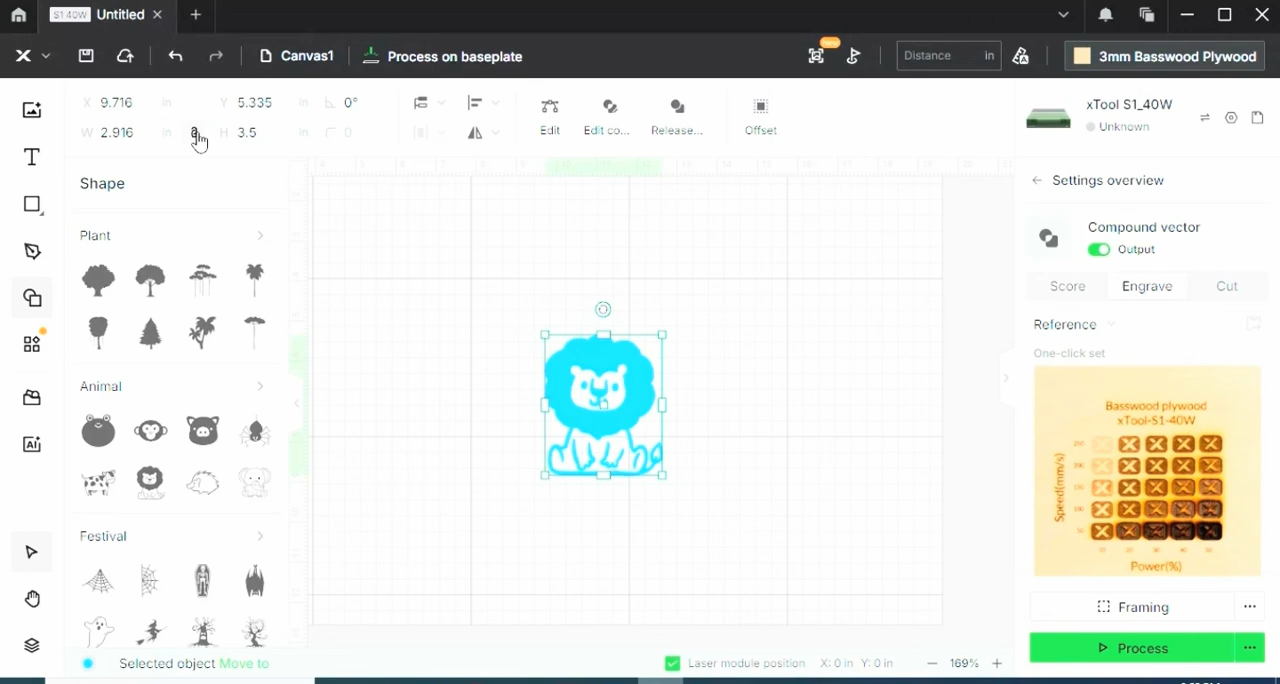 S1 40W Untitled
Canvas1 Process on baseplate Distance in 3mm Basswood Plywood
X 9.716 in Y 5.335 in 0°
W 2.916 in H 3.5 in 0
Edit Edit co... Release... Offset
xTool S1_40W
Unknown
Shape
Settings overview
Plant
Compound vector
Output
Score Engrave Cut
Reference
One-click set
Animal
Basswood plywood
xTool-S1-40W
Speed(mm/s)
Power(%)
Festival
Framing
Process
Selected object Move to
Laser module position X: 0 in Y: 0 in 169%
AI